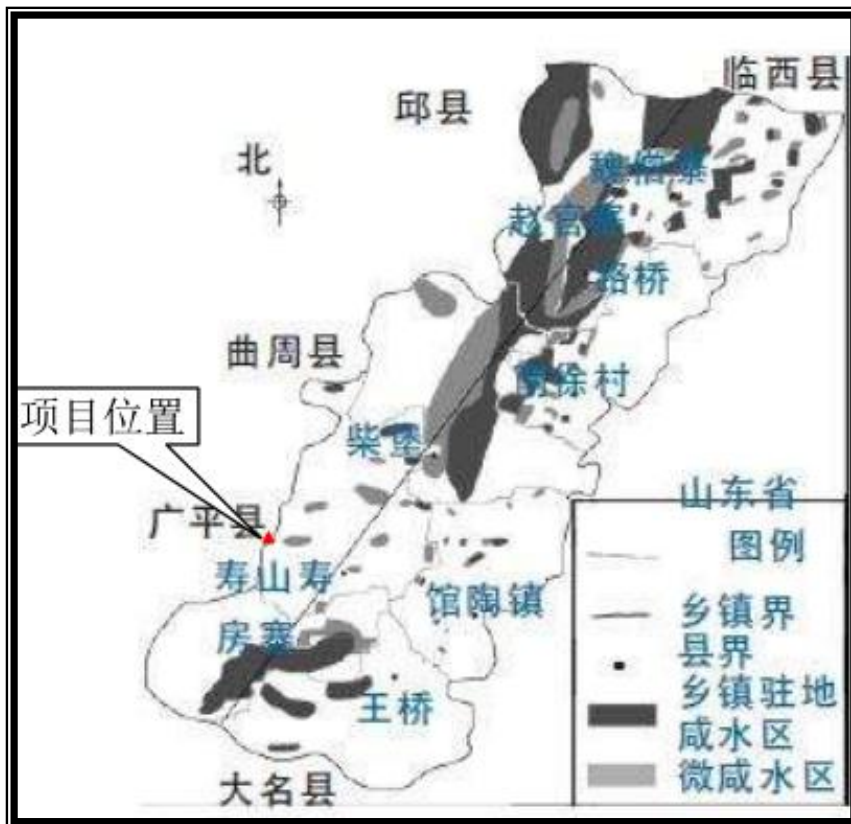 临西县
邱县
北
魏僧寨
赵官寨
路桥
曲周县
徐村
项目位置
柴堡
山东省
广平县
图例
寿山寿
馆陶镇
乡镇界
房寨
县界
乡镇驻地
王桥
咸水区
微咸水区
大名县